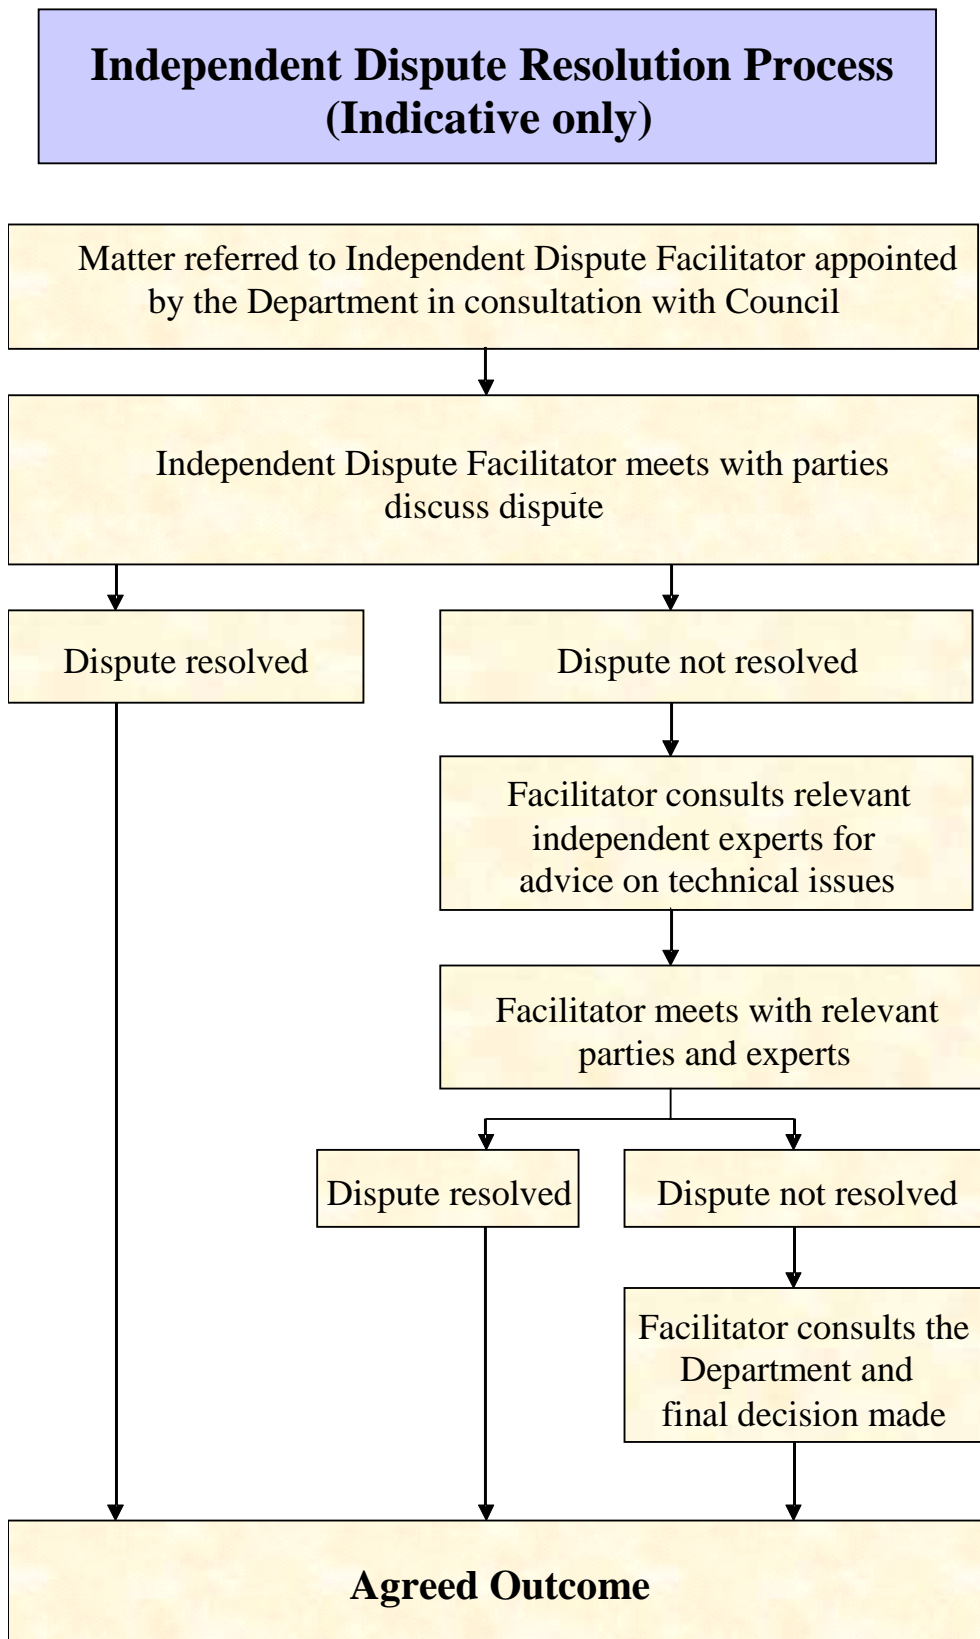 Independent Dispute Resolution Process
(Indicative only)
Matter referred to Independent Dispute Facilitator appointed
by the Department in consultation with Council
Independent Dispute Facilitator meets with parties
discuss dispute
Dispute resolved
Dispute not resolved
Facilitator consults relevant
independent experts for
advice on technical issues
Facilitator meets with relevant
parties and experts
Dispute resolved
Dispute not resolved
Facilitator consults the
Department and
final decision made
Agreed Outcome